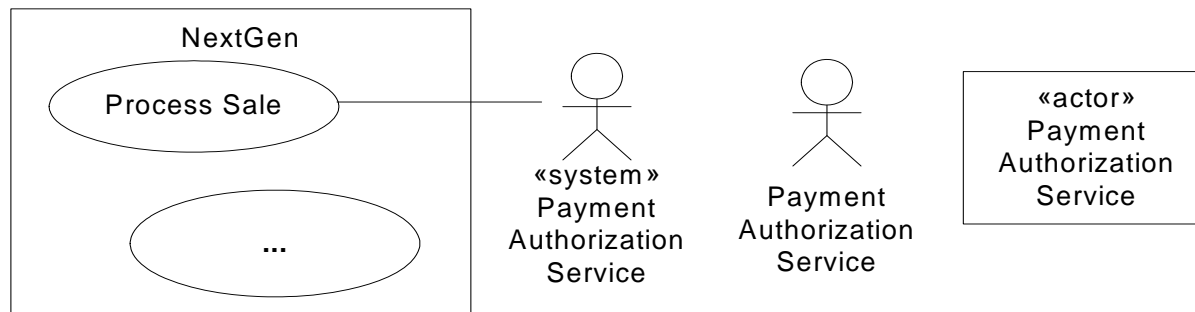 NextGen
Process Sale
...
«system»
Payment
Authorization
Service
Payment
Authorization
Service
«actor»
Payment
Authorization
Service